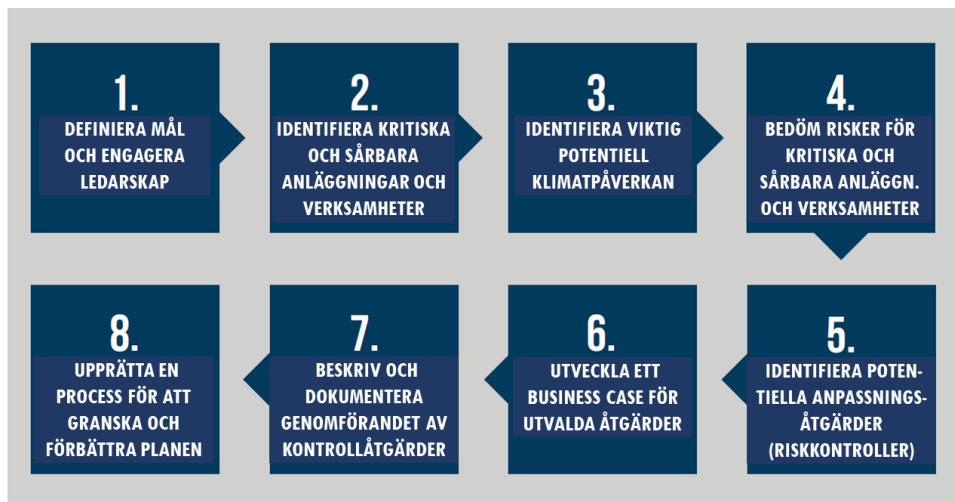 1.
DEFINIERA MÅL
OCH ENGAGERA
LEDARSKAP
2.
IDENTIFIERA KRITISKA
OCH SÅRBARA
ANLÄGGNINGAR OCH
VERKSAMHETER
3.
IDENTIFIERA VIKTIG
POTENTIELL
KLIMATPÅVERKAN
4.
BEDÖM RISKER FÖR
KRITISKA OCH
SÅRBARA ANLÄGGN.
OCH VERKSAMHETER
5.
IDENTIFIERA POTEN-
TIELLA ANPASSNINGS-
ÅTGÄRDER
(RISKKONTROLLER)
6.
UTVECKLA ETT
BUSINESS CASE FÖR
UTVALDA ÅTGÄRDER
7.
BESKRIV OCH
DOKUMENTERA
GENOMFÖRANDET AV
KONTROLLÅTGÄRDER
8.
UPPRÄTTA EN
PROCESS FÖR ATT
GRANSKA OCH
FÖRBÄTTRA PLANEN